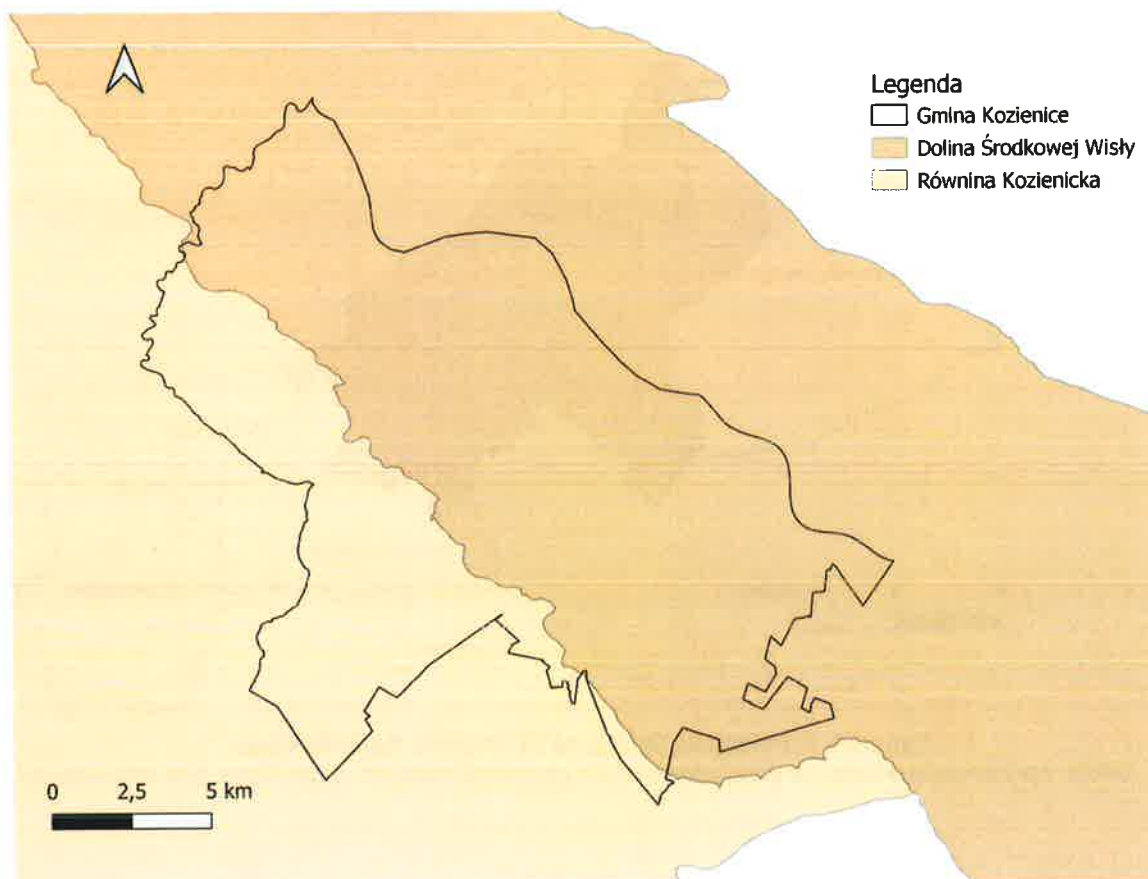 Legenda
Gmina Kozienice
Dolina Środkowej Wisły
Równina Kozienicka
0 2,5 5 km